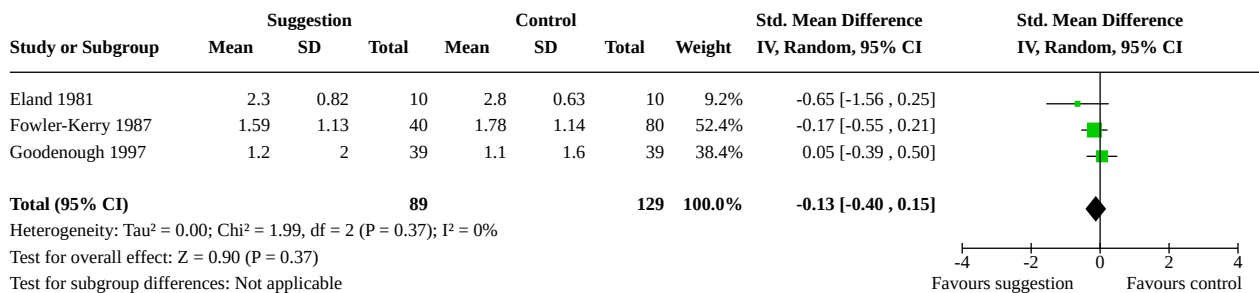 Suggestion Control Std. Mean Difference Std. Mean Difference
Study or Subgroup Mean SD Total Mean SD Total Weight IV, Random, 95% CI IV, Random, 95% CI
Eland 1981 2.3 0.82 10 2.8 0.63 10 9.2% -0.65 [-1.56 , 0.25]
Fowler-Kerry 1987 1.59 1.13 40 1.78 1.14 80 52.4% -0.17 [-0.55 , 0.21]
Goodenough 1997 1.2 2 39 1.1 1.6 39 38.4% 0.05 [-0.39 , 0.50]
Total (95% CI) 89 129 100.0% -0.13 [-0.40 , 0.15]
Heterogeneity: Tau² = 0.00; Chi² = 1.99, df = 2 (P = 0.37); I² = 0%
Test for overall effect: Z = 0.90 (P = 0.37) -4 -2 0 2 4
Test for subgroup differences: Not applicable Favours suggestion Favours control